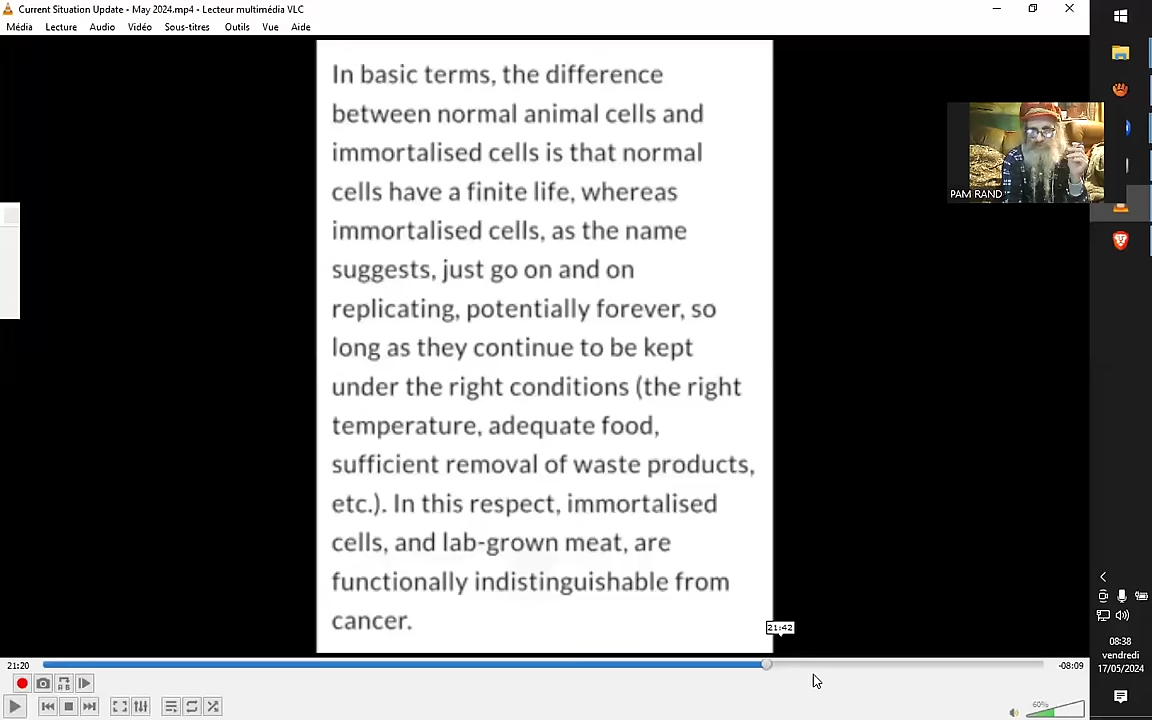 Current Situation Update - May 2024.mp4 - Lecteur multimédia VLC
Média Lecture Audio Vidéo Sous-titres Outils Vue Aide
In basic terms, the difference
between normal animal cells and
immortalised cells is that normal
cells have a finite life, whereas
immortalised cells, as the name
suggests, just go on and on
replicating, potentially forever, so
long as they continue to be kept
under the right conditions (the right
temperature, adequate food,
sufficient removal of waste products,
etc.). In this respect, immortalised
cells, and lab-grown meat, are
functionally indistinguishable from
cancer.
PAM RAND
21:42
21:20
-08:09
60%
08:38
vendredi
17/05/2024